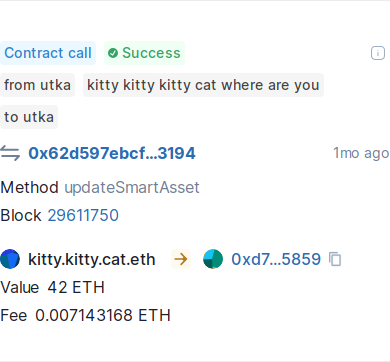 Contract call Success
from utka kitty kitty kitty cat where are you
to utka
0x62d597ebcf...3194 1mo ago
Method updateSmartAsset
Block 29611750
kitty.kitty.cat.eth → 0xd7...5859
Value 42 ETH
Fee 0.007143168 ETH